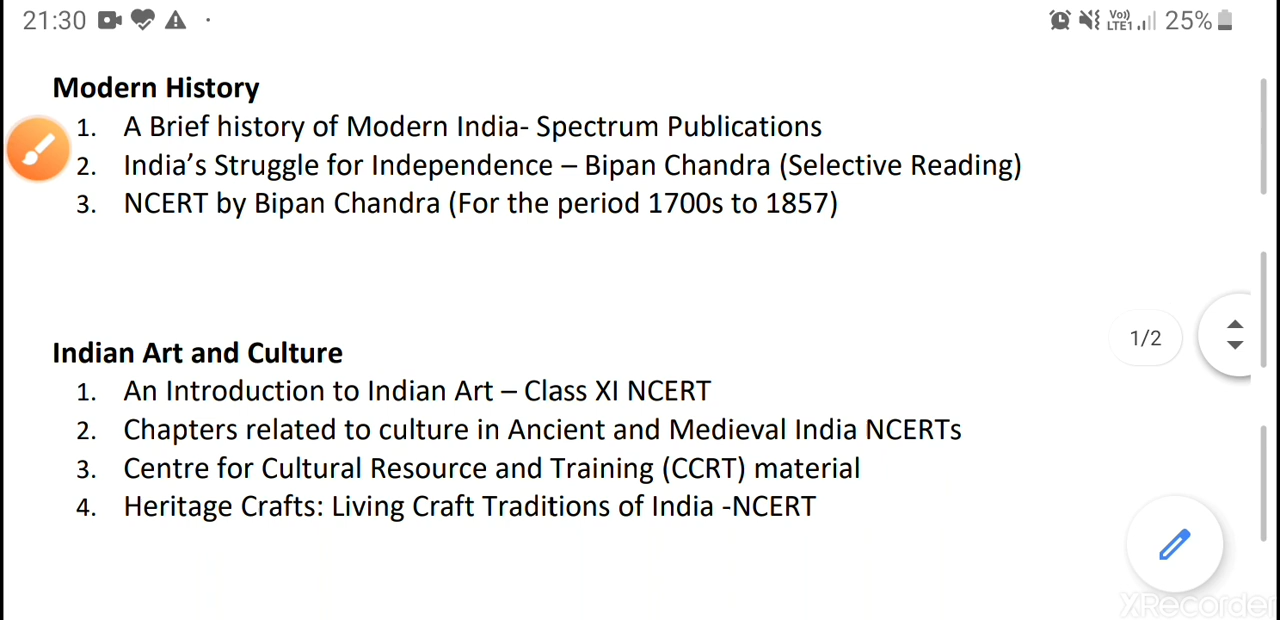 21:30 Vo)) LTE1 25%
Modern History
1. A Brief history of Modern India- Spectrum Publications
2. India’s Struggle for Independence – Bipan Chandra (Selective Reading)
3. NCERT by Bipan Chandra (For the period 1700s to 1857)
1/2
Indian Art and Culture
1. An Introduction to Indian Art – Class XI NCERT
2. Chapters related to culture in Ancient and Medieval India NCERTs
3. Centre for Cultural Resource and Training (CCRT) material
4. Heritage Crafts: Living Craft Traditions of India -NCERT
XRecorder